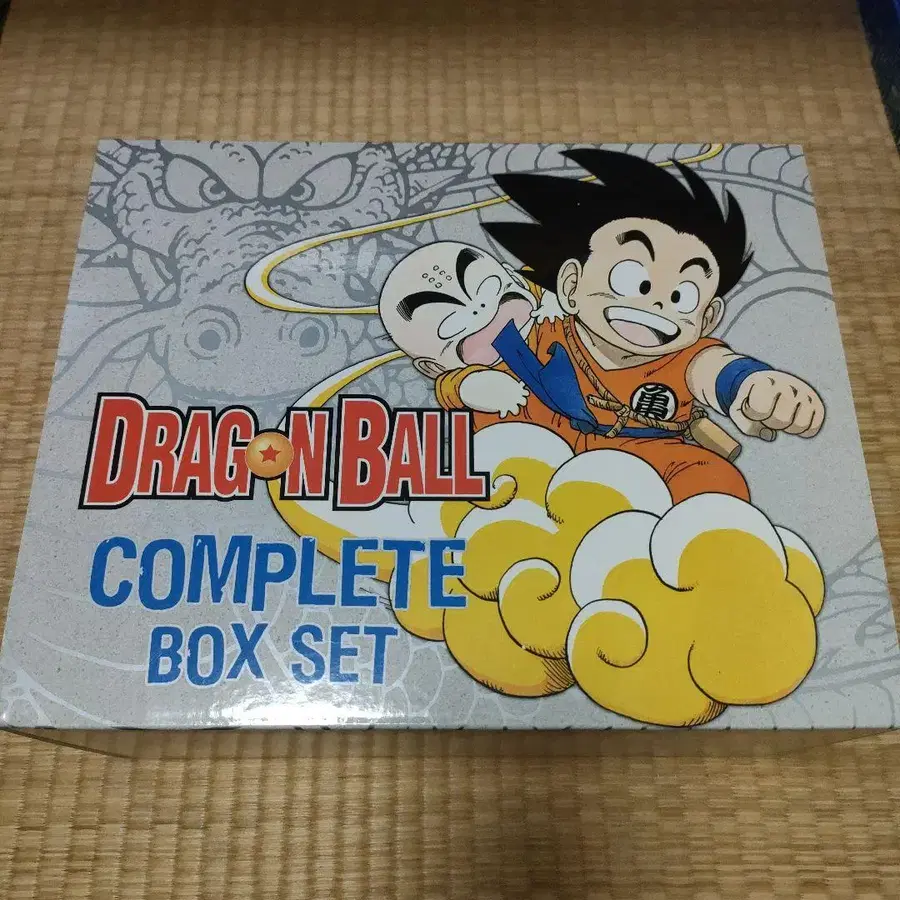 DRAGON BALL
COMPLETE
BOX SET
亀